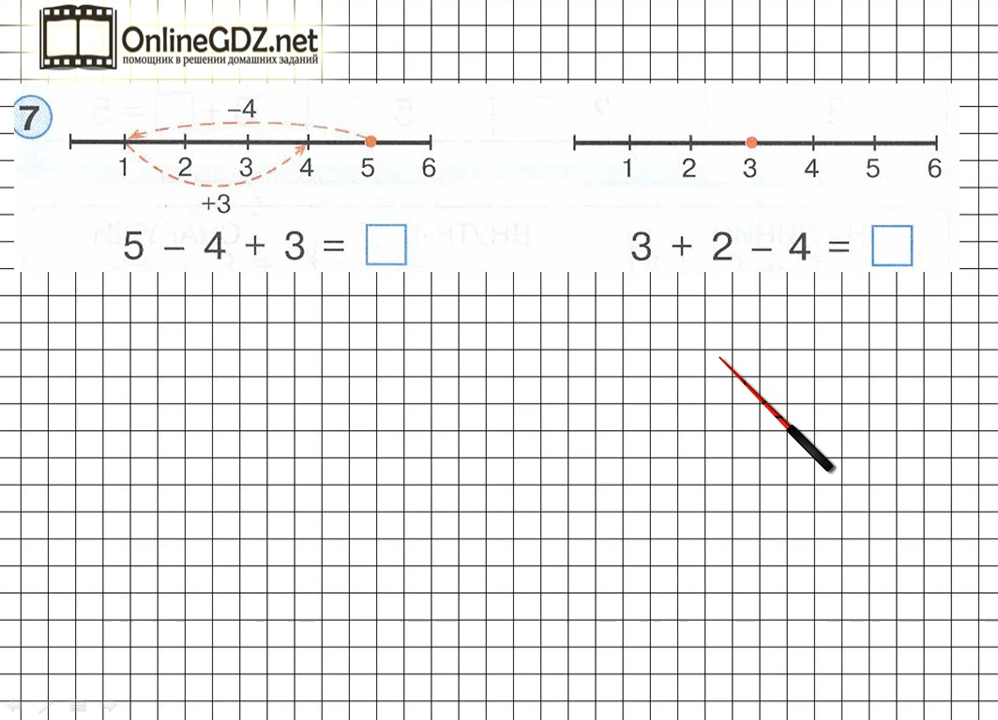 OnlineGDZ.net
помощник в решении домашних заданий
7
−4
1 2 3 4 5 6
+3
5 − 4 + 3 =
1 2 3 4 5 6
3 + 2 − 4 =